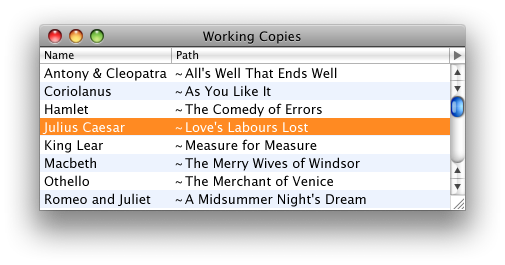 Working Copies
Name Path
Antony & Cleopatra ~All's Well That Ends Well
Coriolanus ~As You Like It
Hamlet ~The Comedy of Errors
Julius Caesar ~Love's Labours Lost
King Lear ~Measure for Measure
Macbeth ~The Merry Wives of Windsor
Othello ~The Merchant of Venice
Romeo and Juliet ~A Midsummer Night's Dream